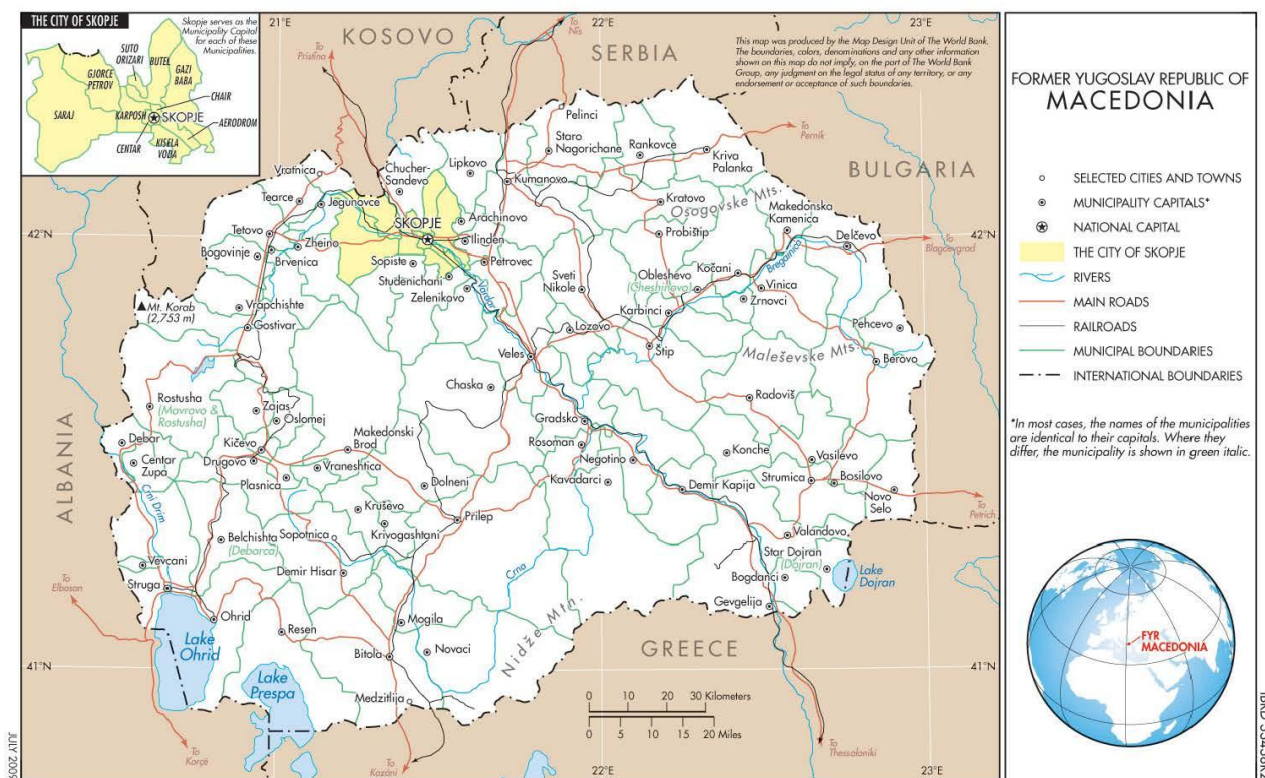 THE CITY OF SKOPJE
Skopje serves as the
Municipality Capital
for each of these
Municipalities.
SUTO
ORIZARI
BUTEL
GJORCE
PETROV
GAZI
BABA
CHAIR
SARAJ
KARPOSH
SKOPJE
AERODROM
CENTAR
KISELA
VODA
21°E
22°E
23°E
To
Priština
KOSOVO
To
Niš
SERBIA
This map was produced by the Map Design Unit of The World Bank.
The boundaries, colors, denominations and any other information
shown on this map do not imply, on the part of The World Bank
Group, any judgment on the legal status of any territory, or any
endorsement or acceptance of such boundaries.
Pelinci
To
Pernik
Staro
Nagorichane
Rankovce
Kriva
Palanka
BULGARIA
Vratnica
Chucher-
Sandevo
Lipkovo
Kumanovo
Tearce
Jegunovce
Kratovo
Osogovske Mts.
Makedonska
Kamenica
SKOPJE
Arachinovo
42°N
Tetovo
Zheino
Ilinden
Probištip
Delčevo
42°N
To
Blagoevgrad
Bogovinje
Brvenica
Sopiste
Petrovec
Bregalnica
Studenichani
Zelenikovo
Vardar
Sveti
Nikole
Obleshevo
(Cheshinovo)
Kočani
Vinica
Zrnovci
Mt. Korab
(2,753 m)
Vrapchishte
Gostivar
Karbinci
Lozovo
Pehcevo
Štip
Maleševske Mts.
Berovo
Veles
Chaska
Rostusha
(Mavrovo &
Rostusha)
Zajas
Oslomej
Radoviš
Gradsko
ALBANIA
Debar
Centar
Zupa
Kičevo
Drugovo
Makedonski
Brod
Rosoman
Negotino
Konche
Vasilevo
Vraneshtica
Plasnica
Dolneni
Kavadarci
Demir Kapija
Strumica
Bosilovo
Novo
Selo
To
Petrich
Crni Drim
Kruševo
Prilep
Belchishta
(Debarca)
Sopotnica
Krivogashtani
Valandovo
Vevcani
Demir Hisar
Crna
Star Dojran
(Dojran)
Lake
Dojran
Bogdanci
To
Elbasan
Struga
Ohrid
Gevgelija
Lake
Ohrid
Resen
Mogila
Nidže Mtn.
41°N
Bitola
Novaci
GREECE
41°N
Lake
Prespa
Medzitlija
0 10 20 30 Kilometers
0 5 10 15 20 Miles
To
Korçë
To
Kozáni
To
Thessaloniki
22°E
23°E
FORMER YUGOSLAV REPUBLIC OF
MACEDONIA
SELECTED CITIES AND TOWNS
MUNICIPALITY CAPITALS*
NATIONAL CAPITAL
THE CITY OF SKOPJE
RIVERS
MAIN ROADS
RAILROADS
MUNICIPAL BOUNDARIES
INTERNATIONAL BOUNDARIES
*In most cases, the names of the municipalities
are identical to their capitals. Where they
differ, the municipality is shown in green italic.
FYR
MACEDONIA